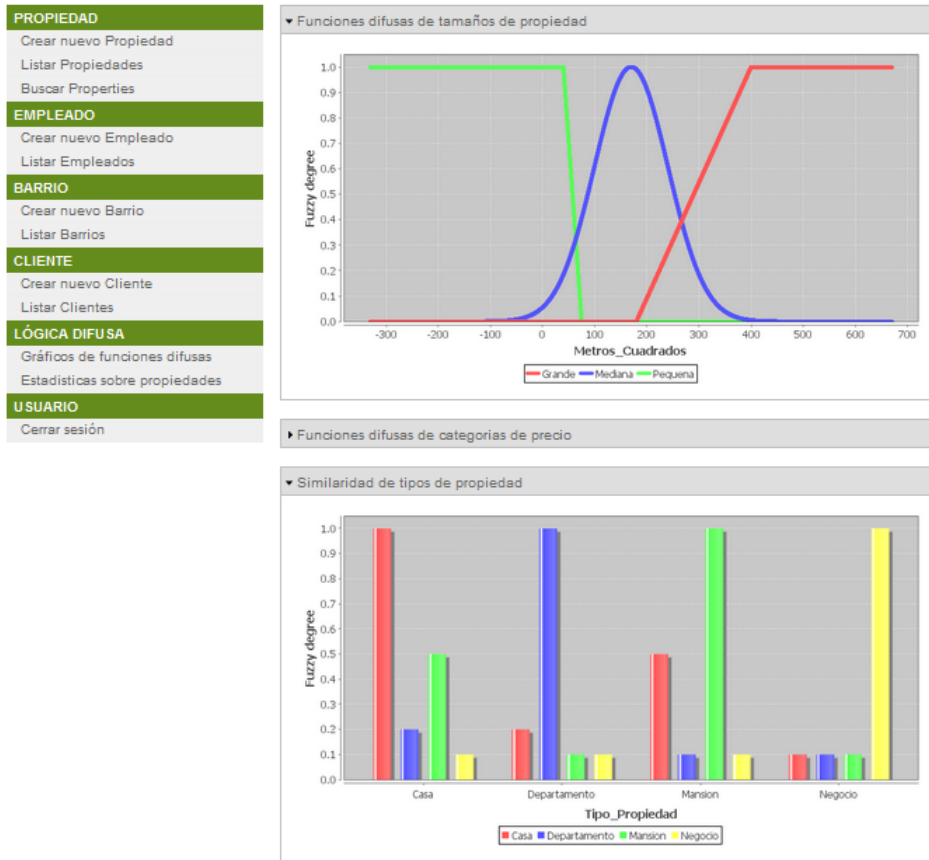 PROPIEDAD
Crear nuevo Propiedad
Listar Propiedades
Buscar Properties
EMPLEADO
Crear nuevo Empleado
Listar Empleados
BARRIO
Crear nuevo Barrio
Listar Barrios
CLIENTE
Crear nuevo Cliente
Listar Clientes
LÓGICA DIFUSA
Gráficos de funciones difusas
Estadisticas sobre propiedades
USUARIO
Cerrar sesión
Funciones difusas de tamaños de propiedad
1.0
0.9
0.8
0.7
0.6
0.5
0.4
0.3
0.2
0.1
0.0
Fuzzy degree
-300 -200 -100 0 100 200 300 400 500 600 700
Metros_Cuadrados
Grande Mediana Pequena
Funciones difusas de categorias de precio
Similaridad de tipos de propiedad
1.0
0.9
0.8
0.7
0.6
0.5
0.4
0.3
0.2
0.1
0.0
Fuzzy degree
Casa Departamento Mansion Negocio
Tipo_Propiedad
Casa Departamento Mansion Negocio